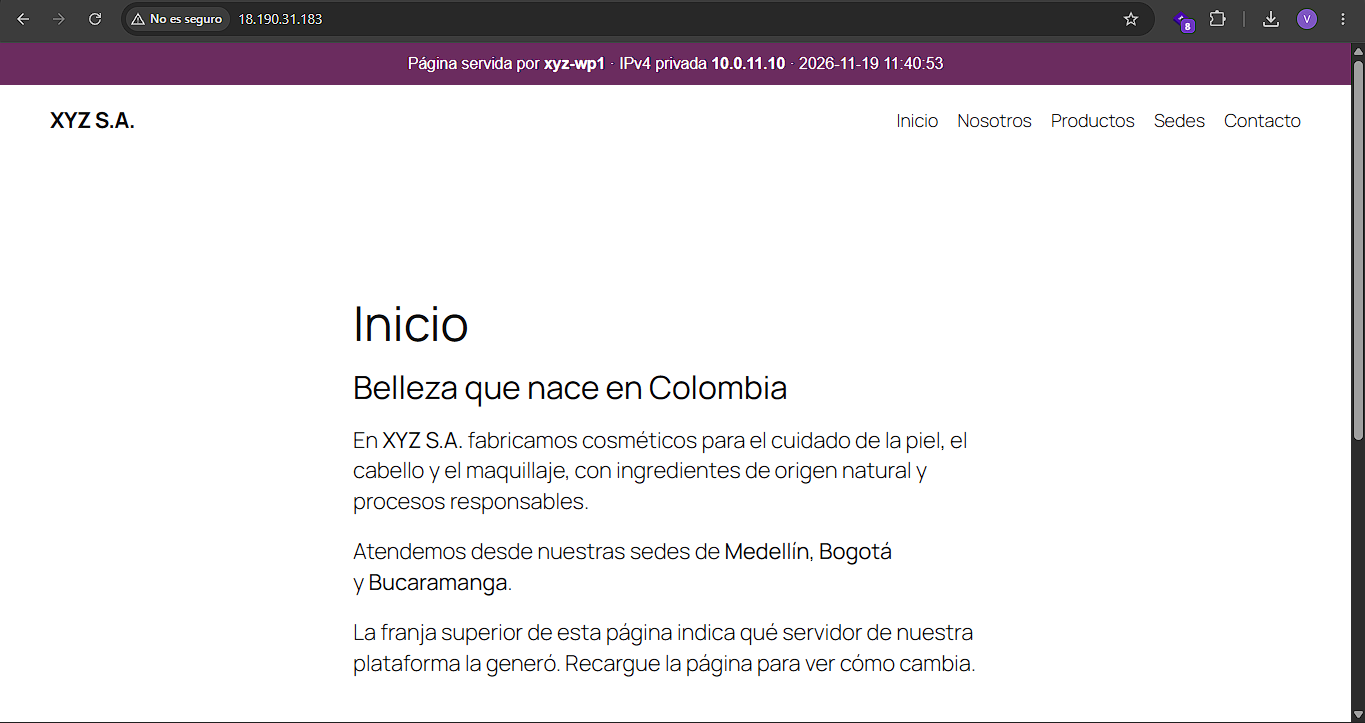 No es seguro 18.190.31.183
8
V
Página servida por xyz-wp1 · IPv4 privada 10.0.11.10 · 2026-11-19 11:40:53
XYZ S.A. Inicio Nosotros Productos Sedes Contacto
Inicio
Belleza que nace en Colombia
En XYZ S.A. fabricamos cosméticos para el cuidado de la piel, el
cabello y el maquillaje, con ingredientes de origen natural y
procesos responsables.
Atendemos desde nuestras sedes de Medellín, Bogotá
y Bucaramanga.
La franja superior de esta página indica qué servidor de nuestra
plataforma la generó. Recargue la página para ver cómo cambia.